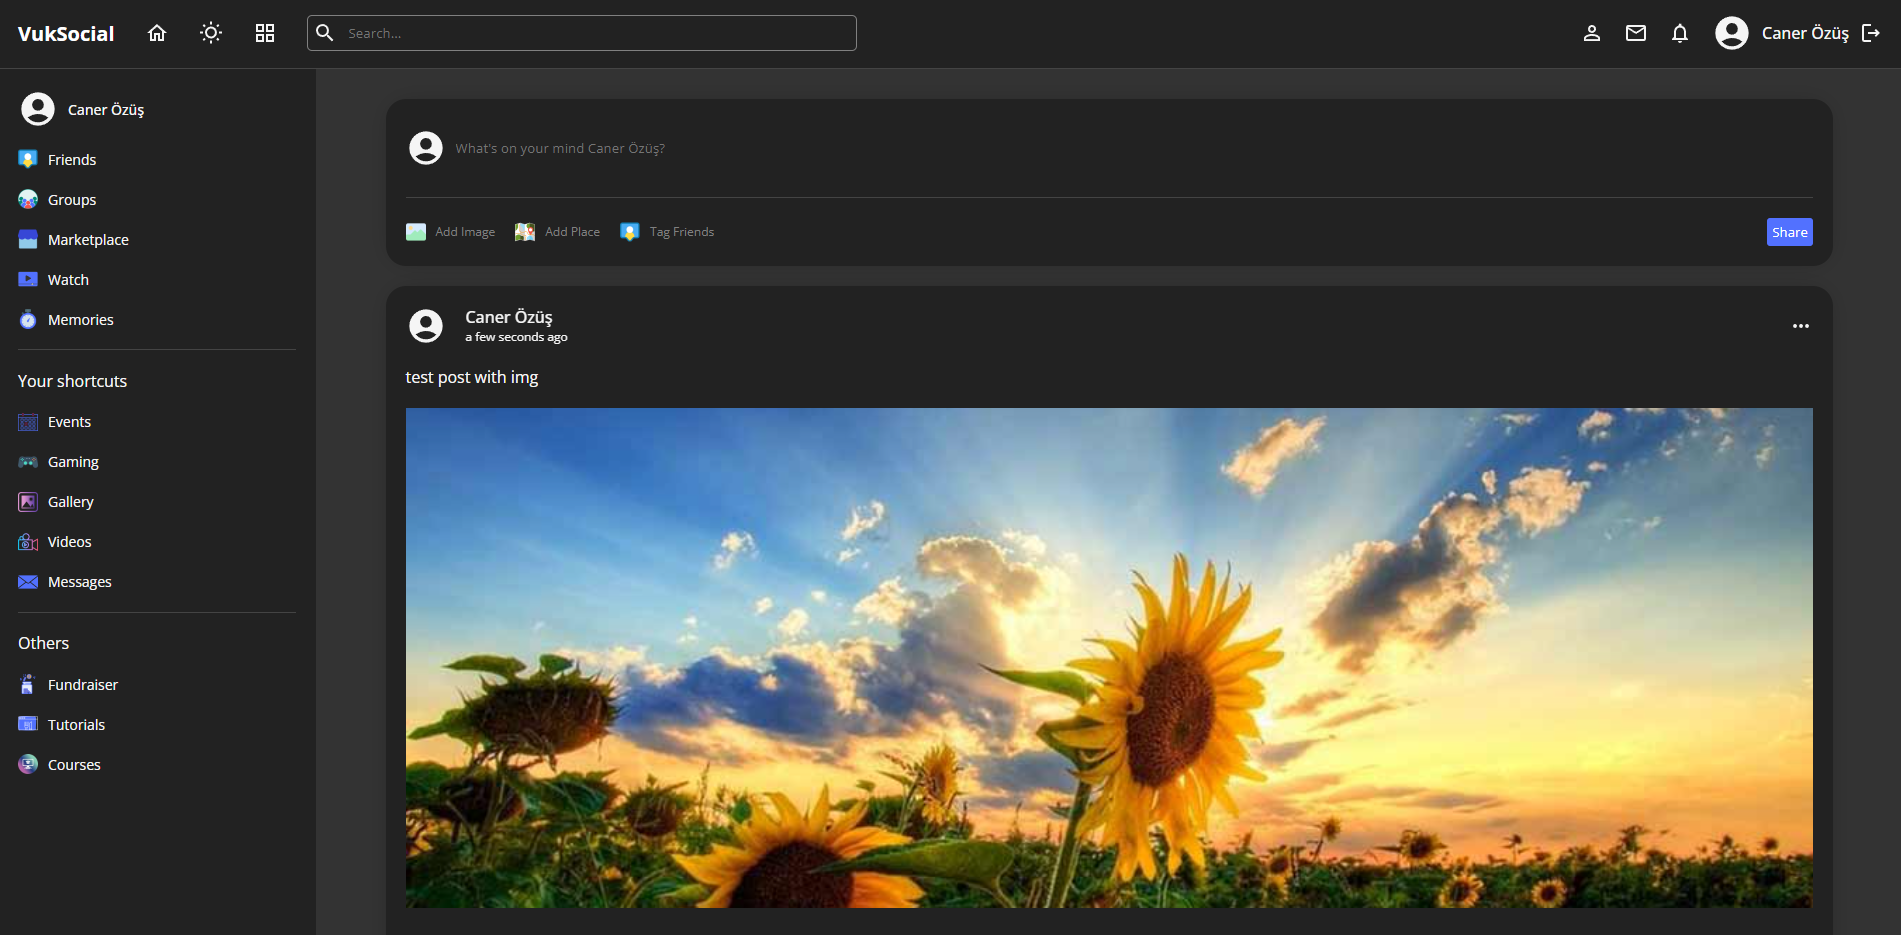 VukSocial
Search...
Caner Özüş
Caner Özüş
Friends
Groups
Marketplace
Watch
Memories
Your shortcuts
Events
Gaming
Gallery
Videos
Messages
Others
Fundraiser
Tutorials
Courses
What's on your mind Caner Özüş?
Add Image
Add Place
Tag Friends
Share
Caner Özüş
a few seconds ago
test post with img